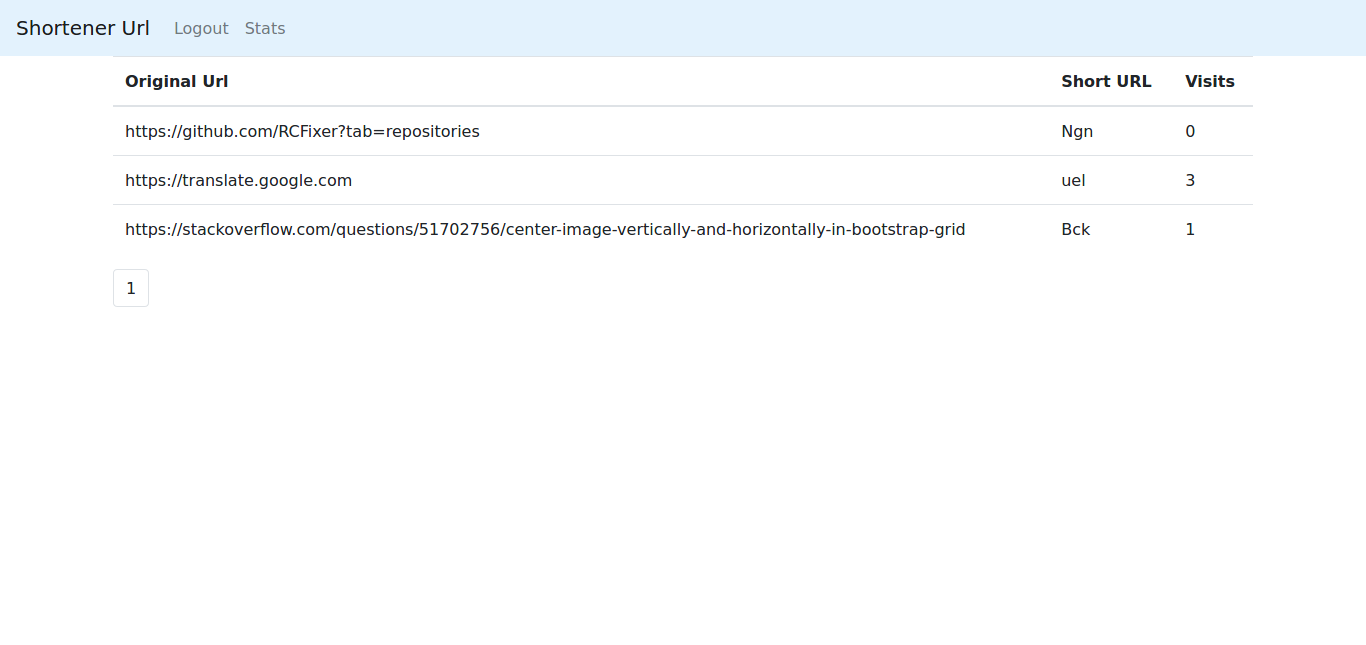 Shortener Url Logout Stats
Original Url Short URL Visits
https://github.com/RCFixer?tab=repositories Ngn 0
https://translate.google.com uel 3
https://stackoverflow.com/questions/51702756/center-image-vertically-and-horizontally-in-bootstrap-grid Bck 1
1